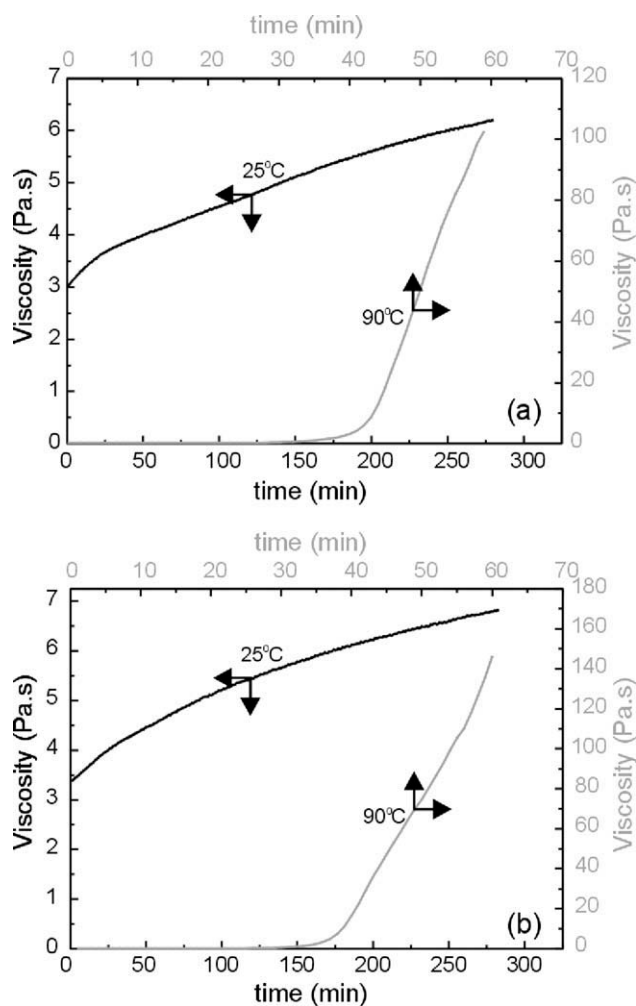 time (min)
0 10 20 30 40 50 60 70
7 120
6 100
5 80
4 60
3 40
2 20
1 0
0
Viscosity (Pa.s)
Viscosity (Pa.s)
25°C
90°C
(a)
0 50 100 150 200 250 300
time (min)
time (min)
0 10 20 30 40 50 60 70
7 180
6 160
5 140
4 120
3 100
2 80
1 60
0 40
20
0
Viscosity (Pa.s)
Viscosity (Pa.s)
25°C
90°C
(b)
0 50 100 150 200 250 300
time (min)